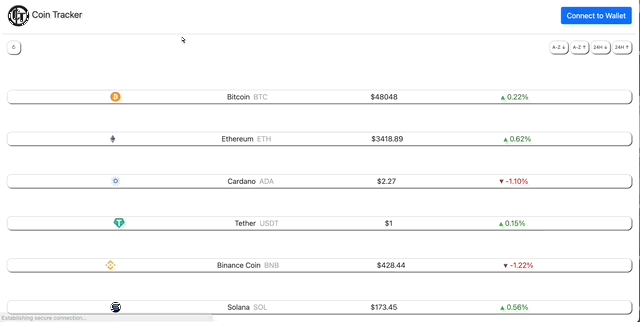 Coin Tracker
Connect to Wallet
A-Z ↓ A-Z ↑ 24H ↓ 24H ↑
Bitcoin BTC $48048 ▲ 0.22%
Ethereum ETH $3418.89 ▲ 0.62%
Cardano ADA $2.27 ▼ -1.10%
Tether USDT $1 ▲ 0.15%
Binance Coin BNB $428.44 ▼ -1.22%
Solana SOL $173.45 ▲ 0.56%
Establishing secure connection...